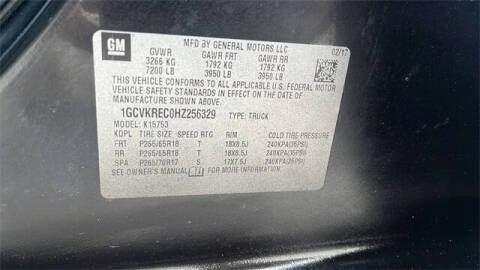 GM
MFD BY GENERAL MOTORS LLC 02/17
GVWR GAWR FRT GAWR RR
3266 KG 1792 KG 1792 KG
7200 LB 3950 LB 3950 LB
THIS VEHICLE CONFORMS TO ALL APPLICABLE U.S. FEDERAL MOTOR
VEHICLE SAFETY STANDARDS IN EFFECT ON THE DATE OF
MANUFACTURE SHOWN ABOVE.
1GCVKREC0HZ256329 TYPE: TRUCK
MODEL: K15753
KDPL TIRE SIZE SPEED RTG RIM COLD TIRE PRESSURE
FRT P265/65R18 T 18X8.5J 240KPA(35PSI)
RR P265/65R18 T 18X8.5J 240KPA(35PSI)
SPA P265/70R17 S 17X7.5J 240KPA(35PSI)
SEE OWNER'S MANUAL FOR MORE INFORMATION.